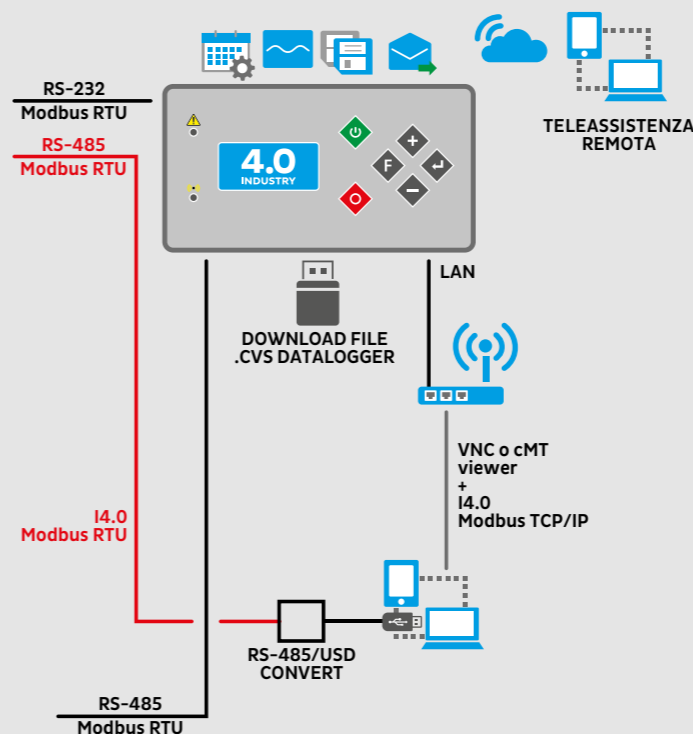 RS-232
Modbus RTU
RS-485
Modbus RTU
4.0
INDUSTRY
F
TELEASSISTENZA
REMOTA
LAN
DOWNLOAD FILE
.CVS DATALOGGER
VNC o cMT
viewer
+
I4.0
Modbus TCP/IP
I4.0
Modbus RTU
RS-485/USD
CONVERT
RS-485
Modbus RTU